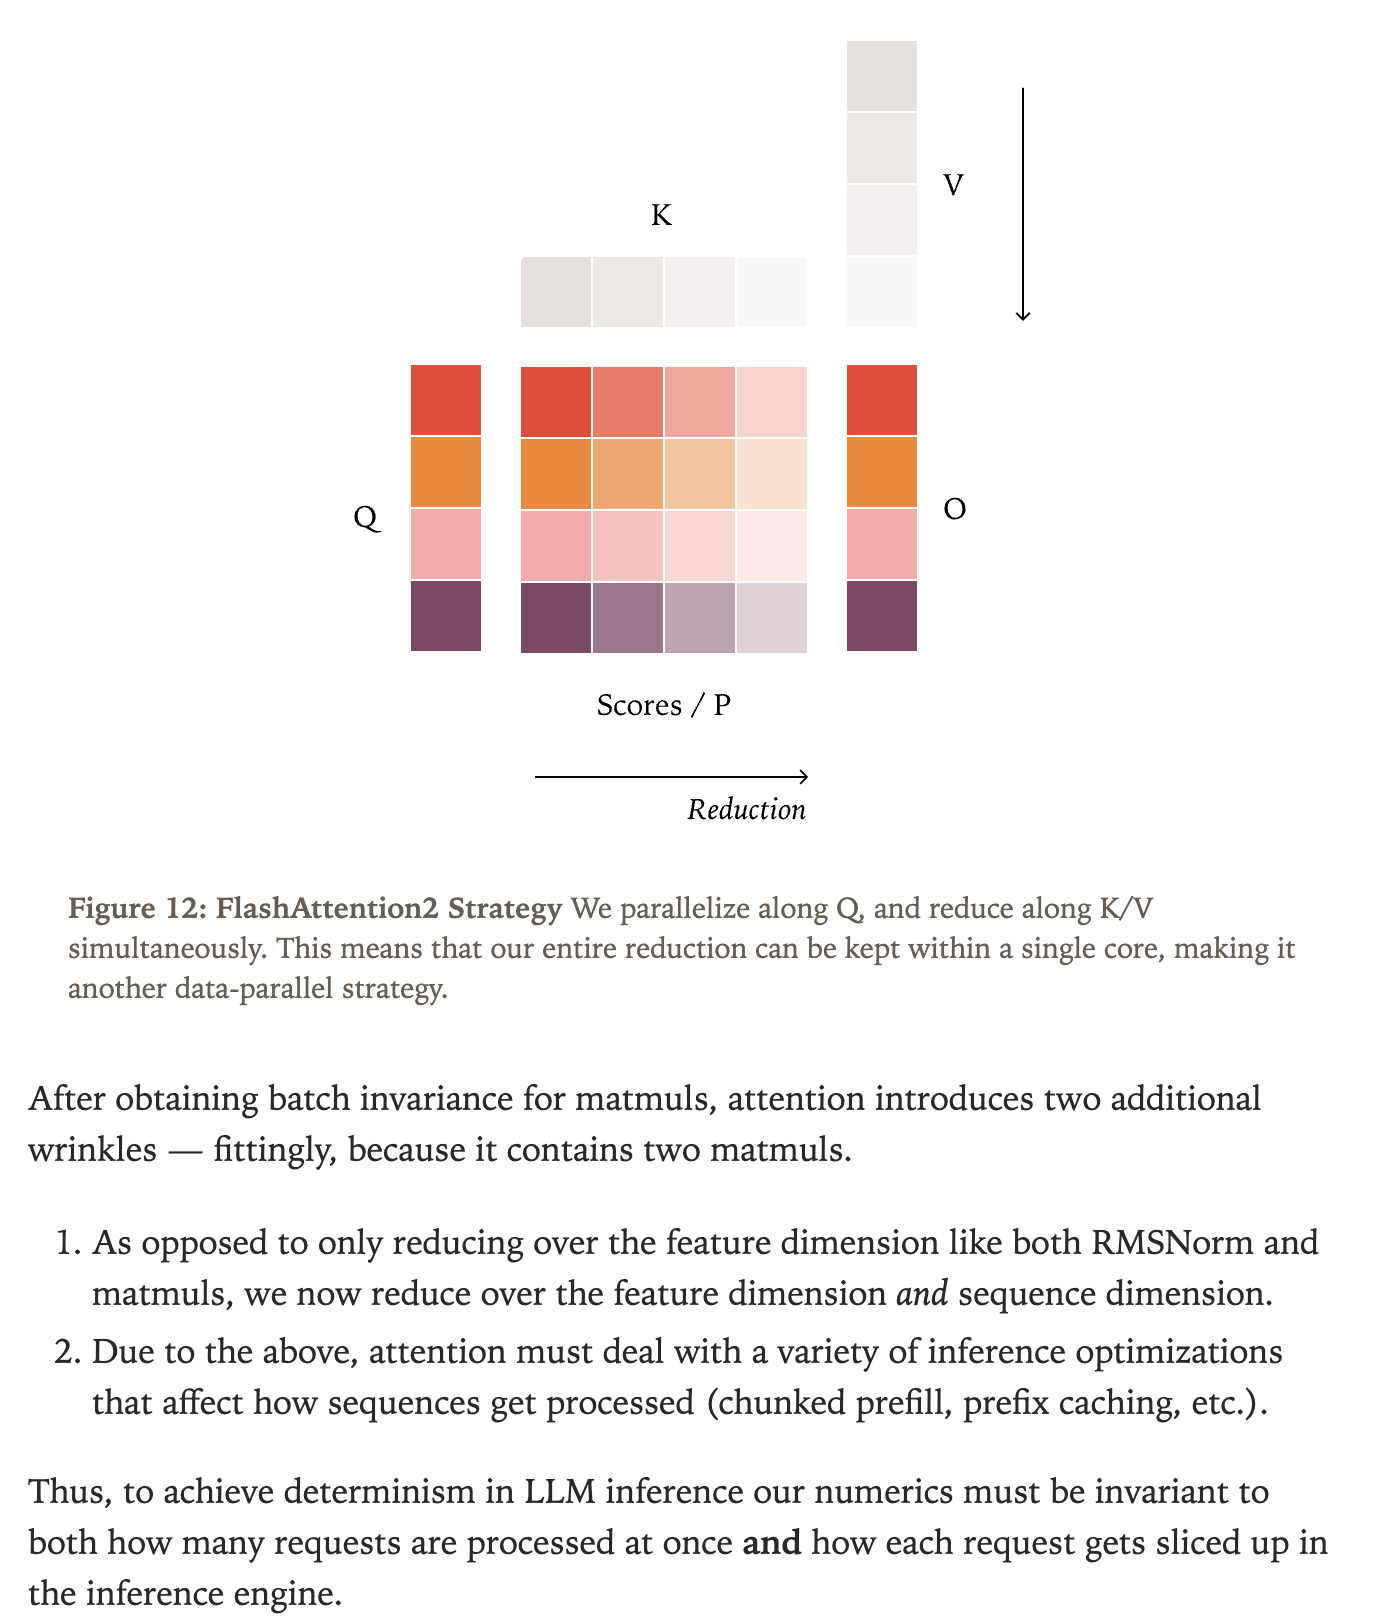 V
K
Q
O
Scores / P
Reduction
Figure 12: FlashAttention2 Strategy We parallelize along Q, and reduce along K/V
simultaneously. This means that our entire reduction can be kept within a single core, making it
another data-parallel strategy.
After obtaining batch invariance for matmuls, attention introduces two additional
wrinkles — fittingly, because it contains two matmuls.
1. As opposed to only reducing over the feature dimension like both RMSNorm and
matmuls, we now reduce over the feature dimension and sequence dimension.
2. Due to the above, attention must deal with a variety of inference optimizations
that affect how sequences get processed (chunked prefill, prefix caching, etc.).
Thus, to achieve determinism in LLM inference our numerics must be invariant to
both how many requests are processed at once and how each request gets sliced up in
the inference engine.